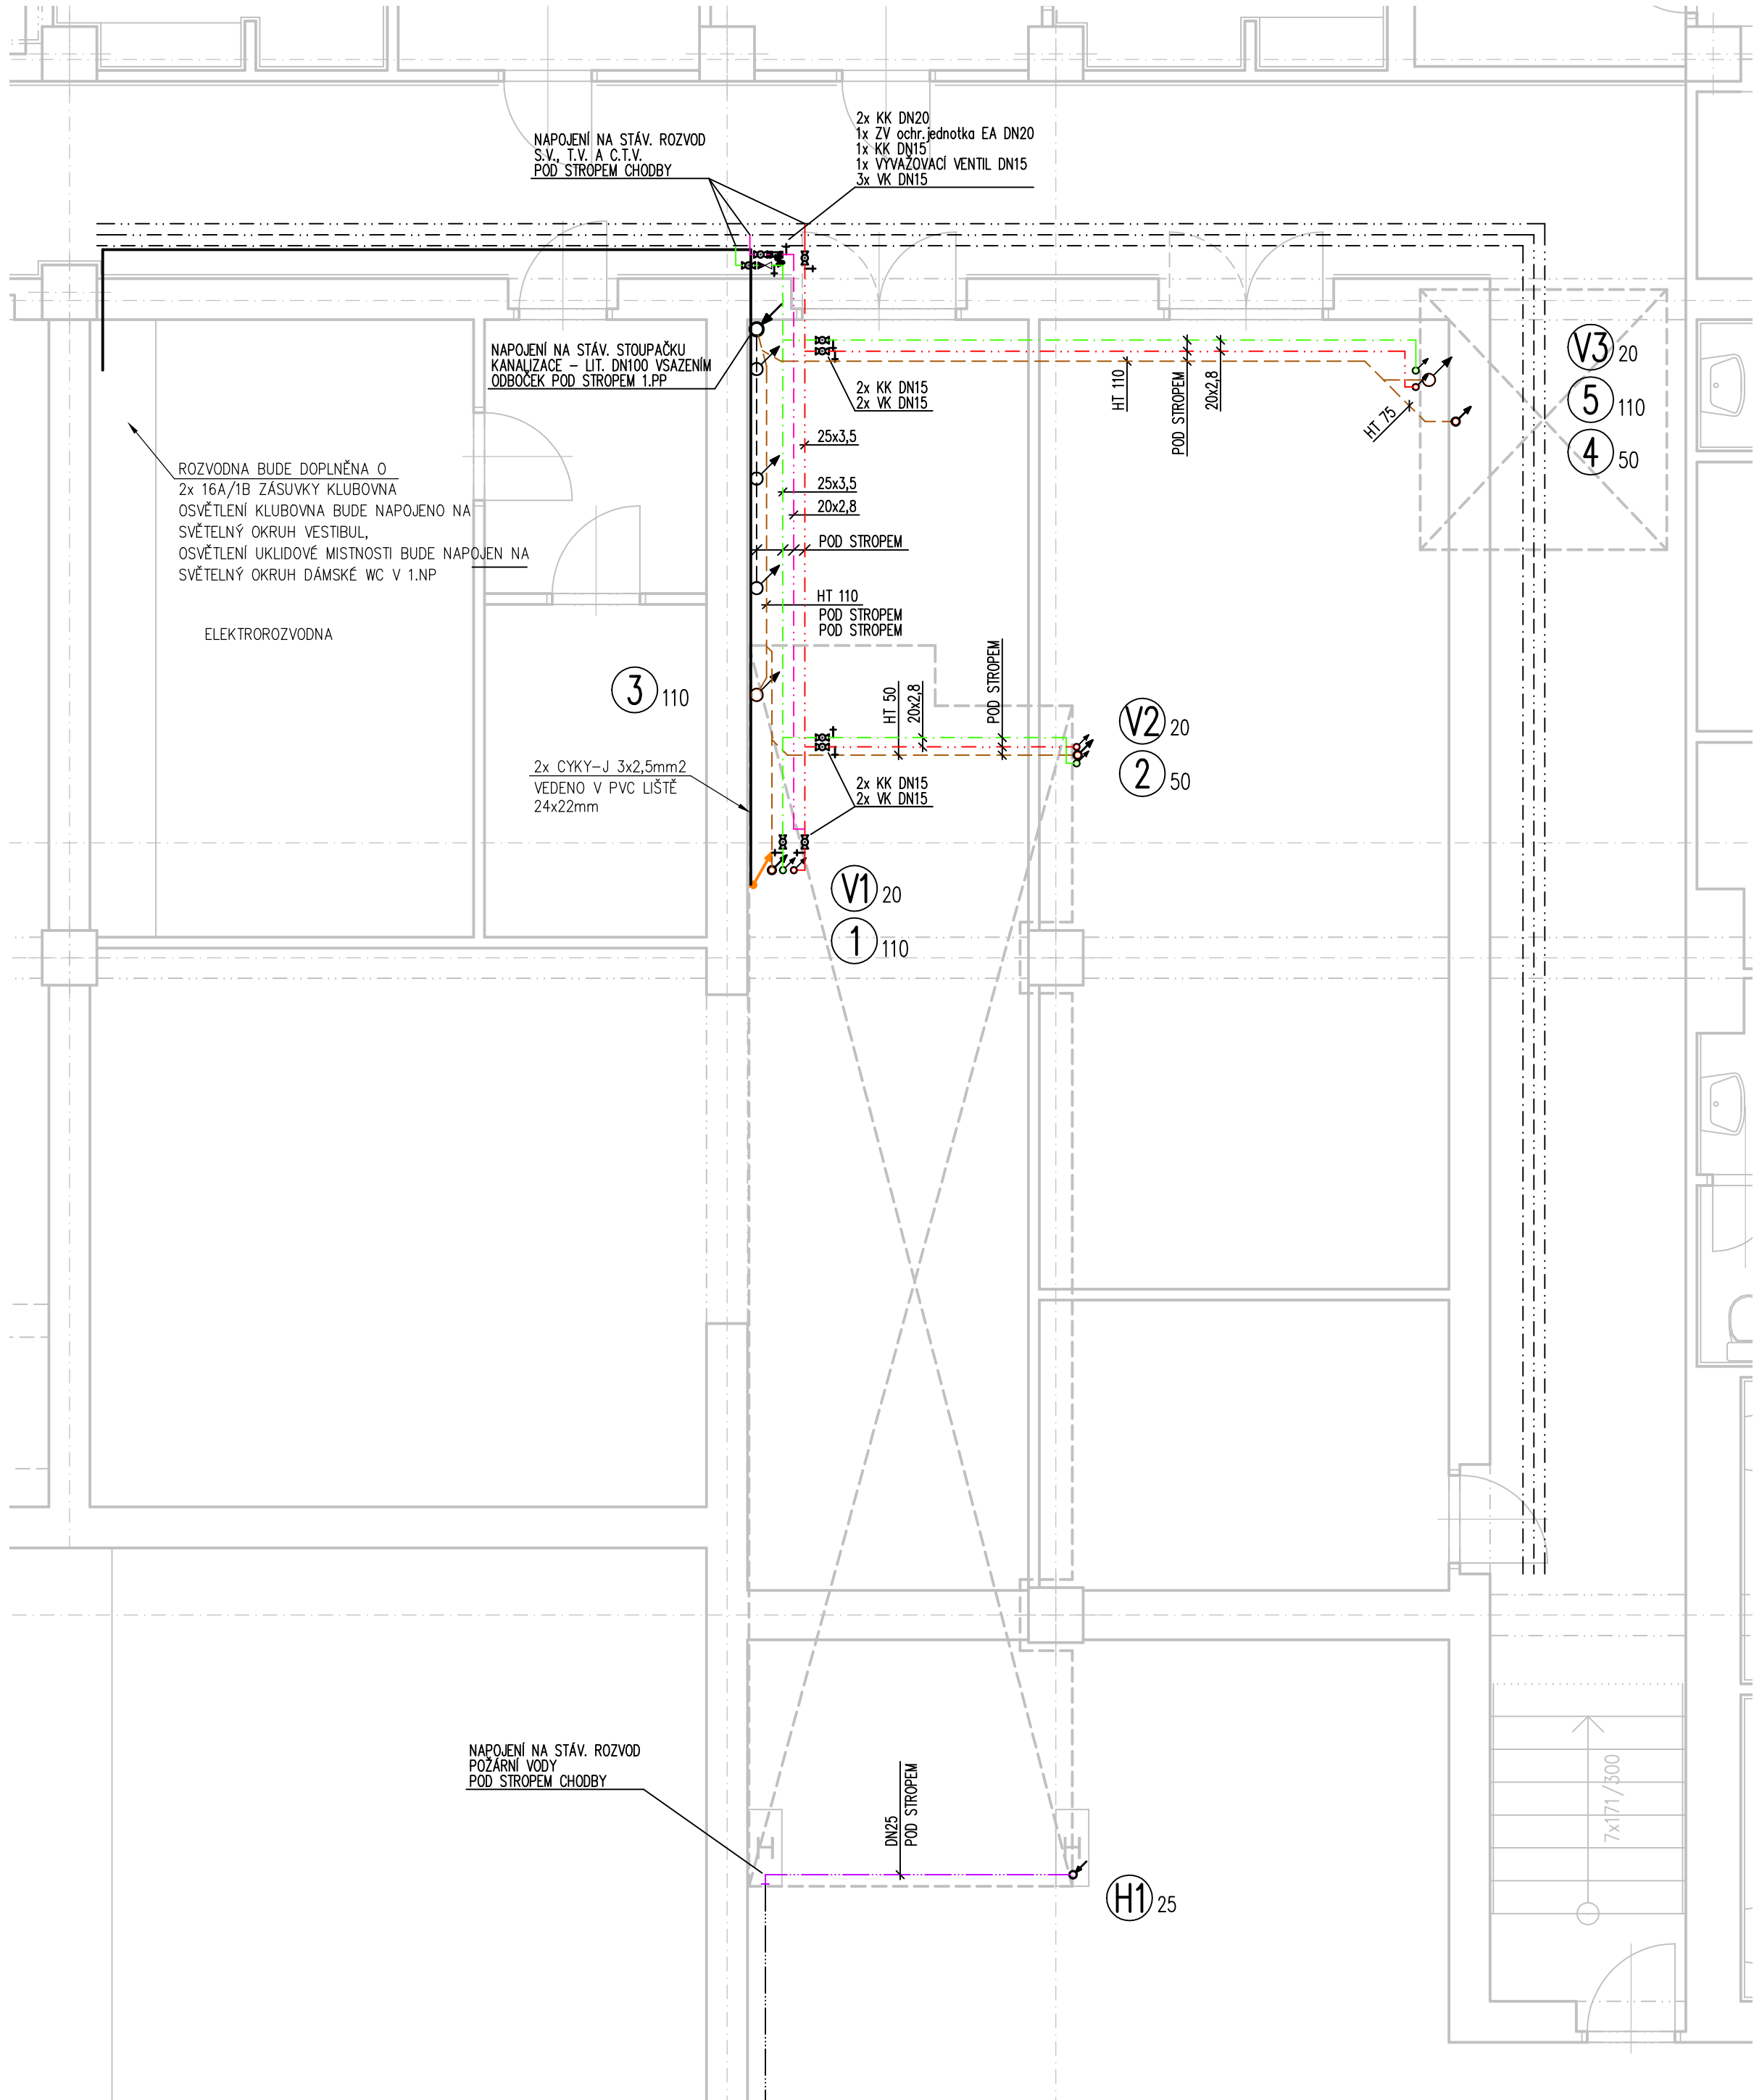 NAPOJENÍ NA STÁV. ROZVOD
S.V., T.V. A C.T.V.
POD STROPEM CHODBY
2x KK DN20
1x ZV ochr.jednotka EA DN20
1x KK DN15
1x VYVAŽOVACÍ VENTIL DN15
3x VK DN15
NAPOJENÍ NA STÁV. STOUPAČKU
KANALIZACE – LIT. DN100 VSAZENÍM
ODBOČEK POD STROPEM 1.PP
2x KK DN15
2x VK DN15
HT 110
POD STROPEM
20x2,8
HT 75
V3 20
5 110
4 50
25x3,5
25x3,5
20x2,8
POD STROPEM
HT 110
POD STROPEM
POD STROPEM
ROZVODNA BUDE DOPLNĚNA O
2x 16A/1B ZÁSUVKY KLUBOVNA
OSVĚTLENÍ KLUBOVNA BUDE NAPOJENO NA
SVĚTELNÝ OKRUH VESTIBUL,
OSVĚTLENÍ UKLIDOVÉ MISTNOSTI BUDE NAPOJEN NA
SVĚTELNÝ OKRUH DÁMSKÉ WC V 1.NP
ELEKTROROZVODNA
3 110
HT 50
20x2,8
POD STROPEM
V2 20
2 50
2x CYKY–J 3x2,5mm2
VEDENO V PVC LIŠTĚ
24x22mm
2x KK DN15
2x VK DN15
V1 20
1 110
NAPOJENÍ NA STÁV. ROZVOD
POŽÁRNÍ VODY
POD STROPEM CHODBY
DN25
POD STROPEM
H
H
H1 25
7x171/300